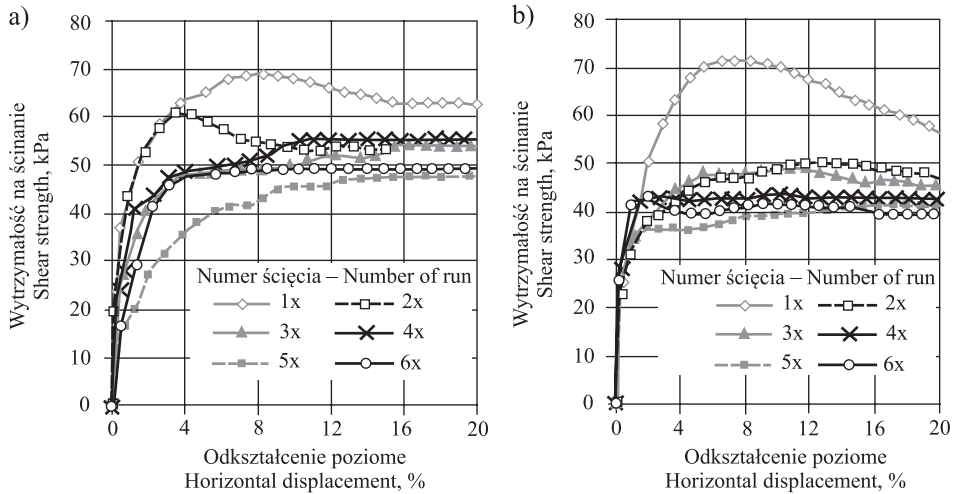 a)
Wytrzymałość na ścinanie
Shear strength, kPa
80
70
60
50
40
30
20
10
0
Numer ścięcia – Number of run
1x 2x
3x 4x
5x 6x
0 4 8 12 16 20
Odkształcenie poziome
Horizontal displacement, %
b)
Wytrzymałość na ścinanie
Shear strength, kPa
80
70
60
50
40
30
20
10
0
Numer ścięcia – Number of run
1x 2x
3x 4x
5x 6x
0 4 8 12 16 20
Odkształcenie poziome
Horizontal displacement, %